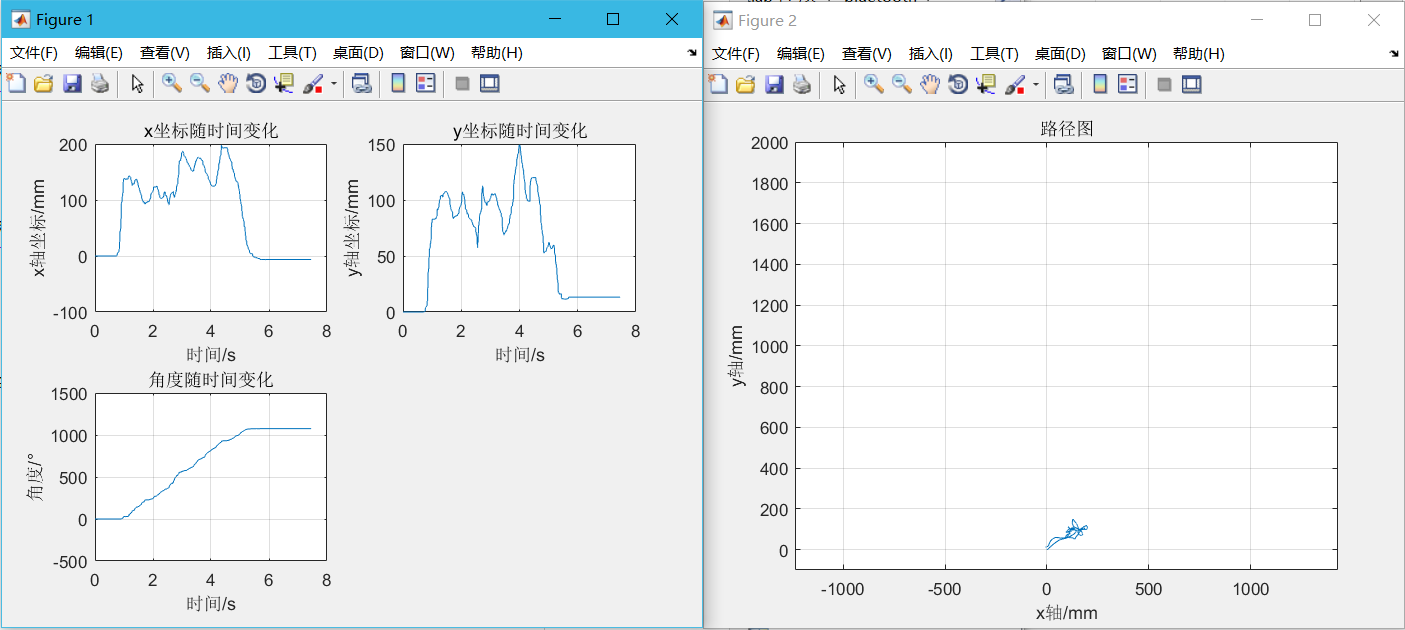 Figure 1
文件(F) 编辑(E) 查看(V) 插入(I) 工具(T) 桌面(D) 窗口(W) 帮助(H)
x坐标随时间变化
x轴坐标/mm
200
100
0
-100
0 2 4 6 8
时间/s
y坐标随时间变化
y轴坐标/mm
150
100
50
0
0 2 4 6 8
时间/s
角度随时间变化
角度/°
1500
1000
500
0
-500
0 2 4 6 8
时间/s
Figure 2
文件(F) 编辑(E) 查看(V) 插入(I) 工具(T) 桌面(D) 窗口(W) 帮助(H)
路径图
y轴/mm
2000
1800
1600
1400
1200
1000
800
600
400
200
0
-1000 -500 0 500 1000
x轴/mm